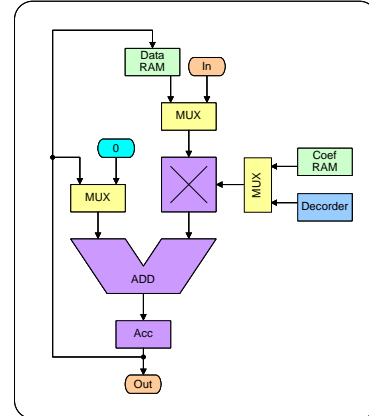 Data
RAM
In
MUX
0
Coef
RAM
MUX
MUX
Decorder
ADD
Acc
Out